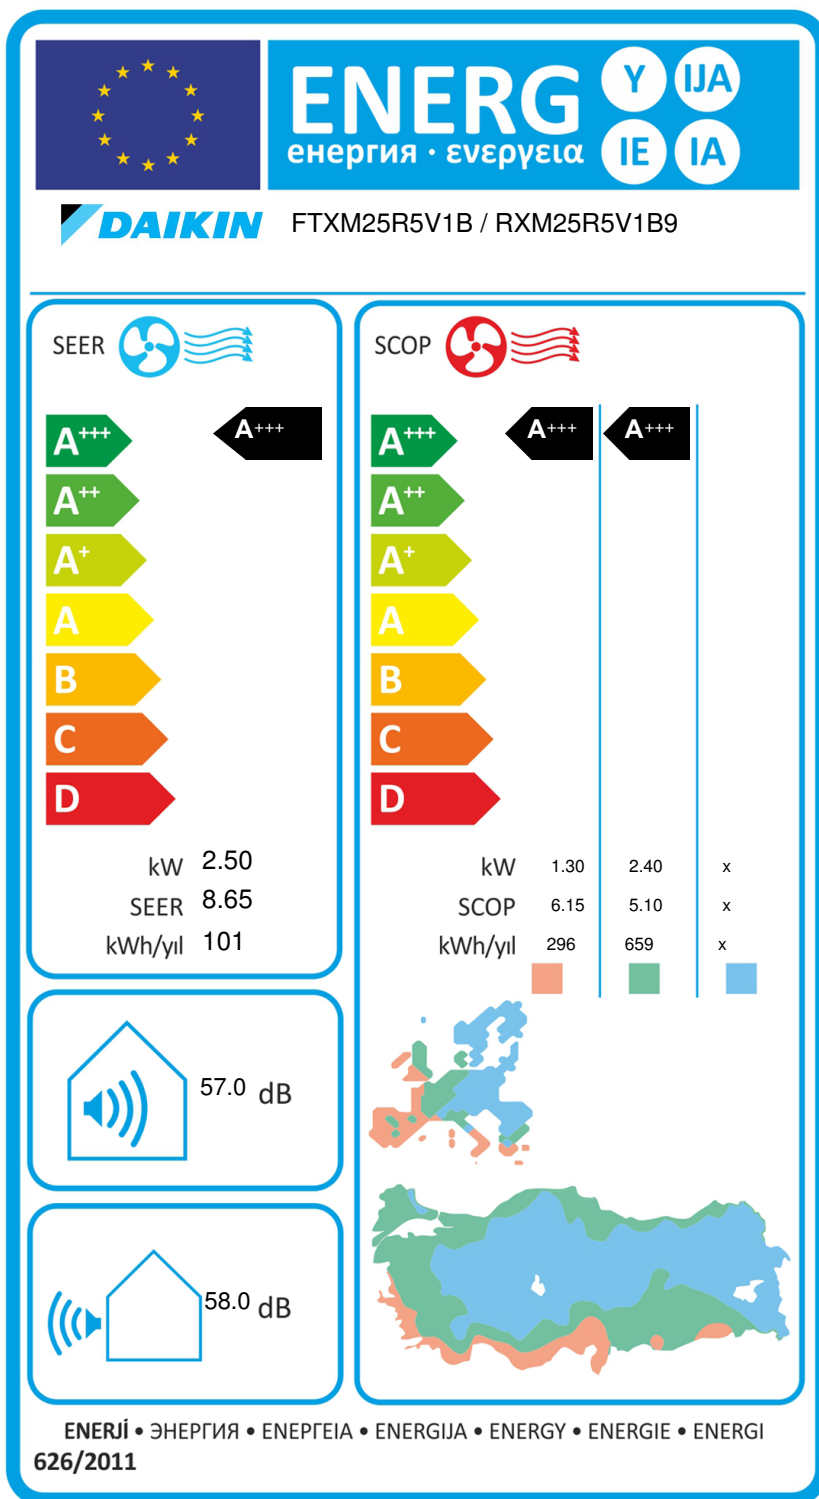 ENERG
енергия · ενεργεια
Y IJA
IE IA
DAIKIN FTXM25R5V1B / RXM25R5V1B9
SEER
A+++ A+++
A++
A+
A
B
C
D
kW 2.50
SEER 8.65
kWh/yıl 101
SCOP
A+++ A+++ A+++
A++
A+
A
B
C
D
kW 1.30 2.40 x
SCOP 6.15 5.10 x
kWh/yıl 296 659 x
57.0 dB
58.0 dB
ENERJİ • ЭНЕРГИЯ • ΕΝΕΡΓΕΙΑ • ENERGIJA • ENERGY • ENERGIE • ENERGI
626/2011